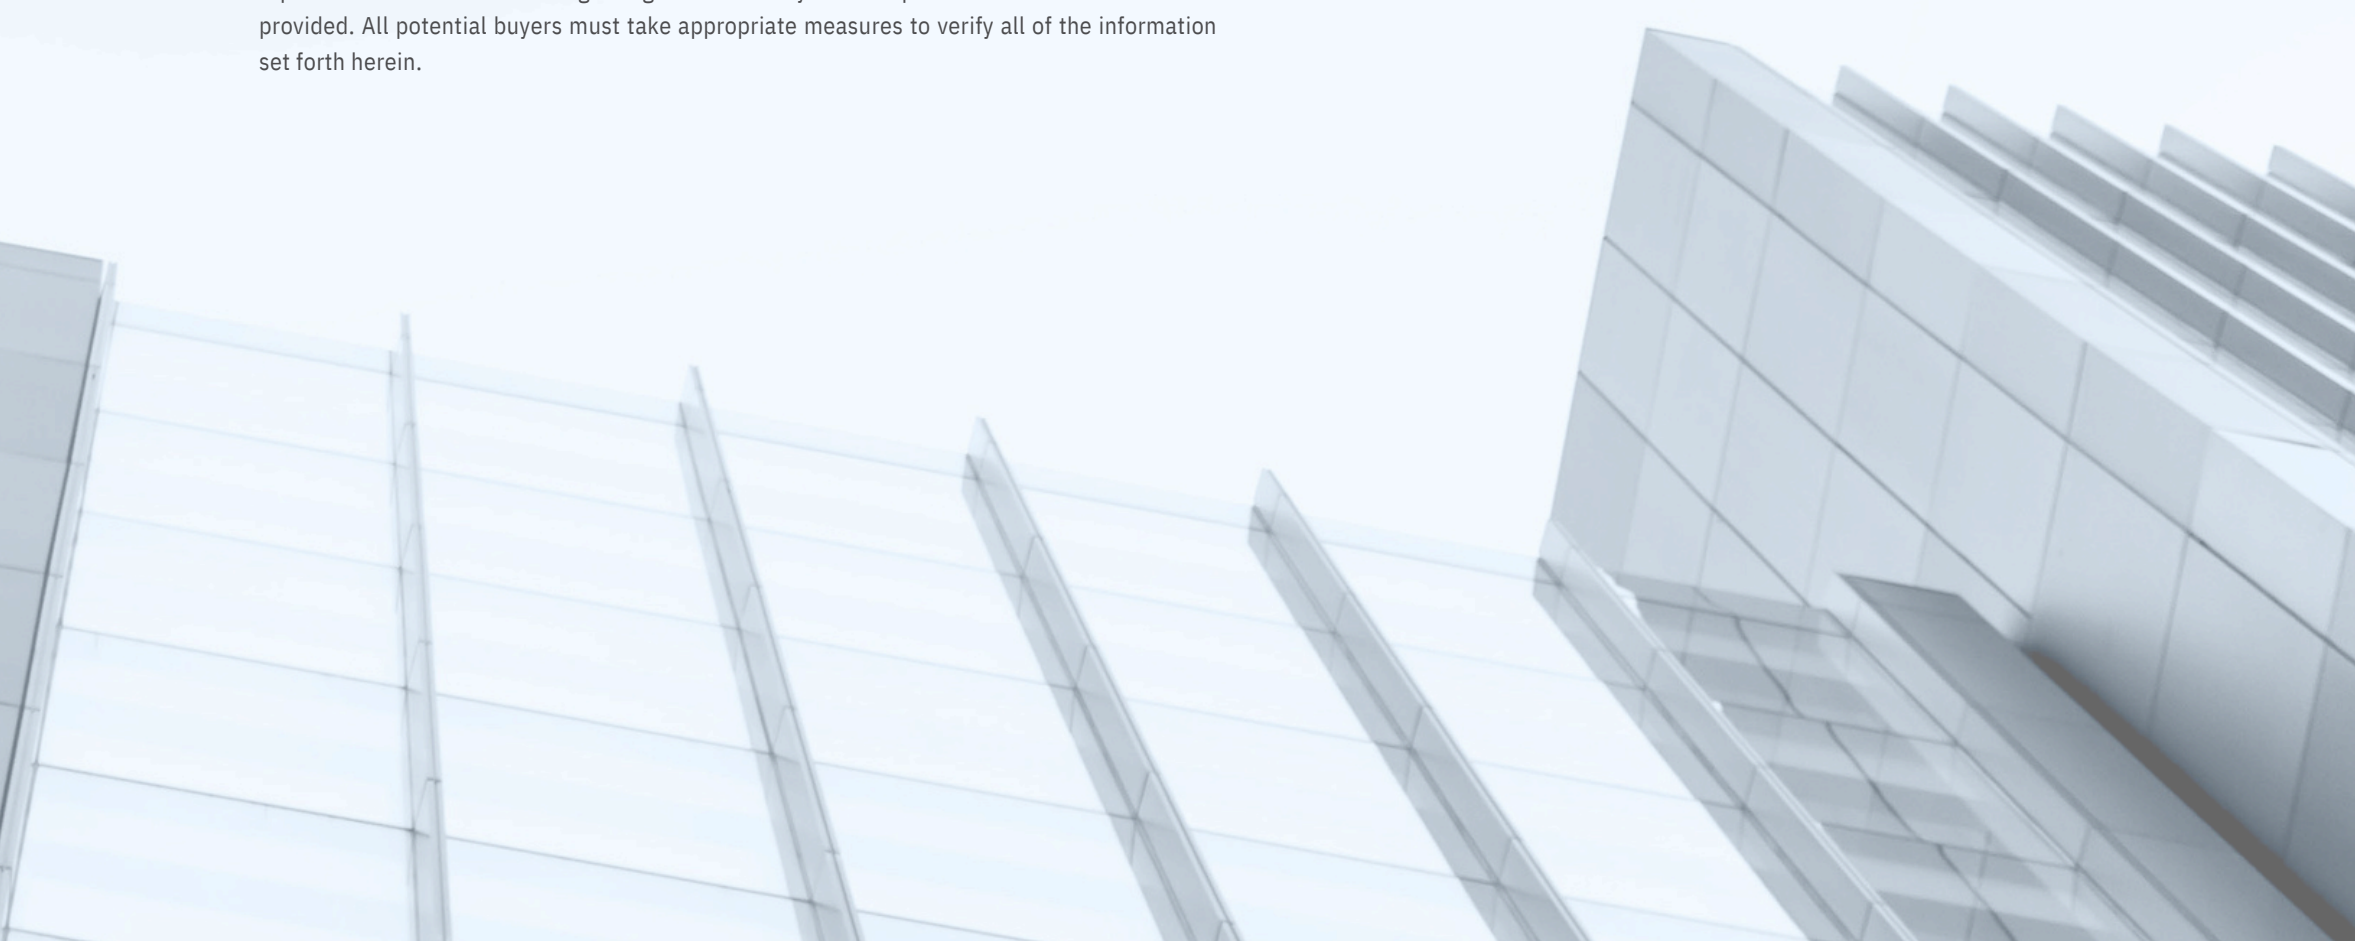 provided. All potential buyers must take appropriate measures to verify all of the information
set forth herein.